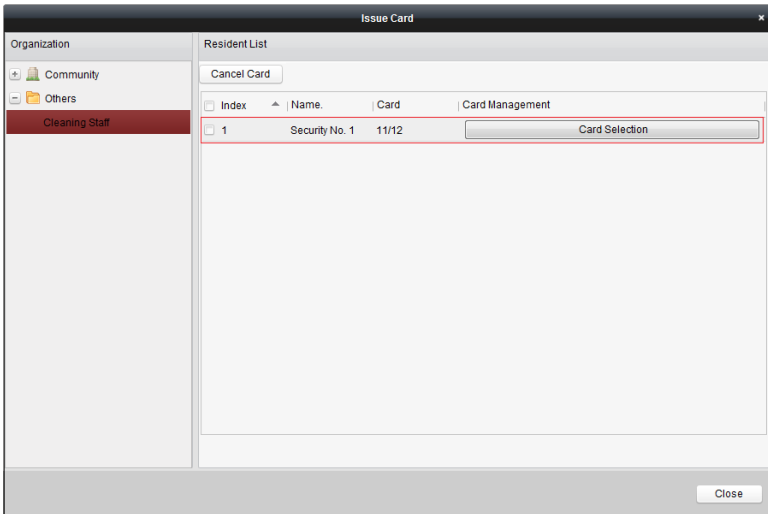 Issue Card
Organization
Resident List
Community
Others
Cleaning Staff
Cancel Card
Index Name. Card Card Management
1 Security No. 1 11/12 Card Selection
Close